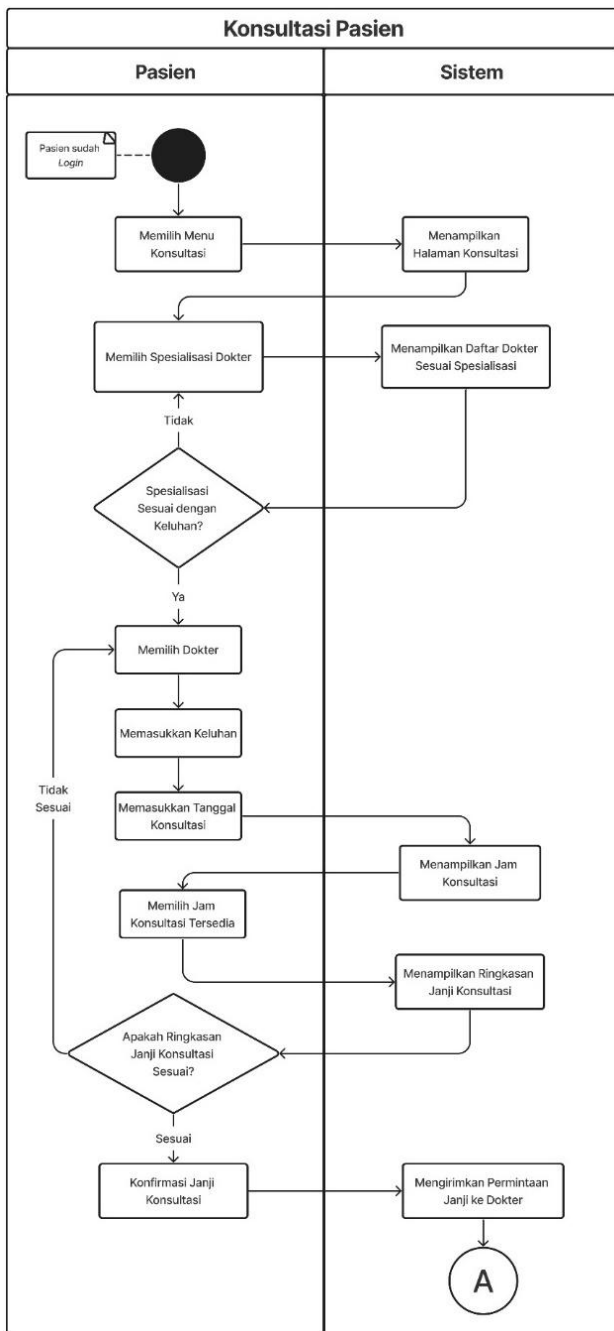 Konsultasi Pasien
Pasien
Sistem
Pasien sudah
Login
Memilih Menu
Konsultasi
Menampilkan
Halaman Konsultasi
Memilih Spesialisasi Dokter
Menampilkan Daftar Dokter
Sesuai Spesialisasi
Tidak
Spesialisasi
Sesuai dengan
Keluhan?
Ya
Memilih Dokter
Memasukkan Keluhan
Tidak
Sesuai
Memasukkan Tanggal
Konsultasi
Menampilkan Jam
Konsultasi
Memilih Jam
Konsultasi Tersedia
Menampilkan Ringkasan
Janji Konsultasi
Apakah Ringkasan
Janji Konsultasi
Sesuai?
Sesuai
Konfirmasi Janji
Konsultasi
Mengirimkan Permintaan
Janji ke Dokter
A